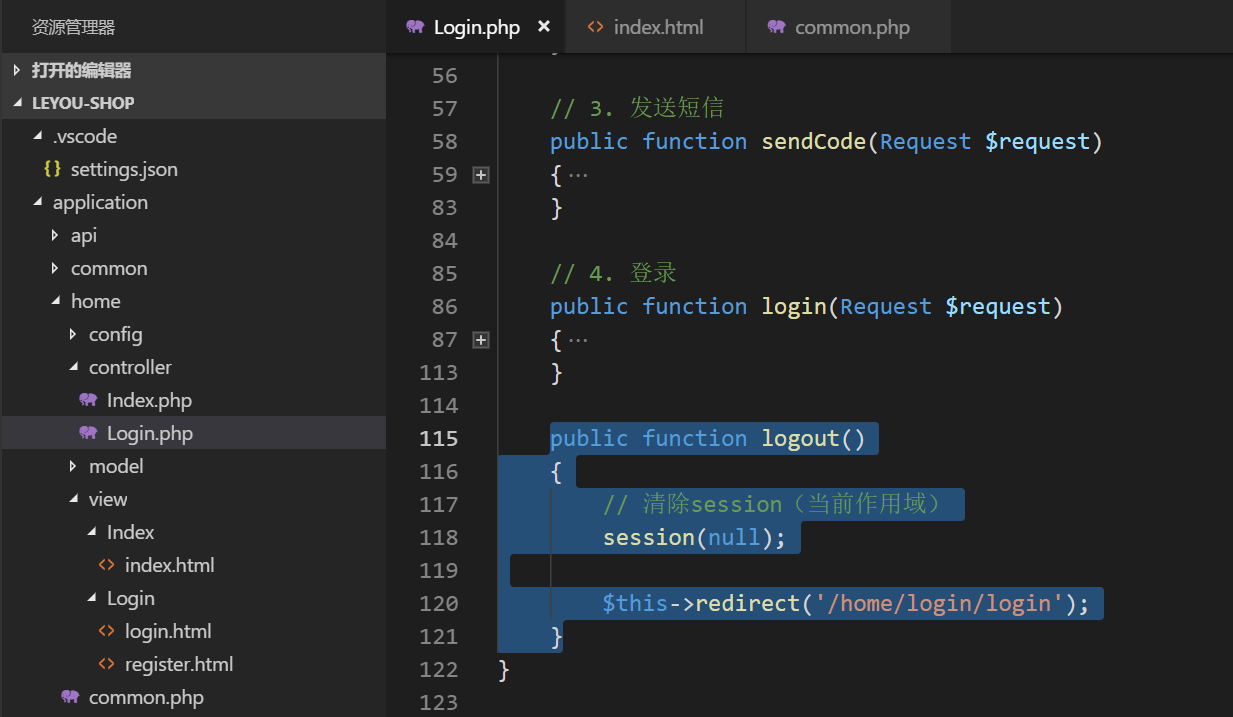 资源管理器
打开的编辑器
LEYOU-SHOP
.vscode
{} settings.json
application
api
common
home
config
controller
Index.php
Login.php
model
view
Index
<> index.html
Login
<> login.html
<> register.html
common.php
Login.php × <> index.html common.php
56
57 // 3. 发送短信
58 public function sendCode(Request $request)
59 { ···
83 }
84
85 // 4. 登录
86 public function login(Request $request)
87 { ···
113 }
114
115 public function logout()
116 {
117 // 清除session（当前作用域）
118 session(null);
119
120 $this->redirect('/home/login/login');
121 }
122 }
123